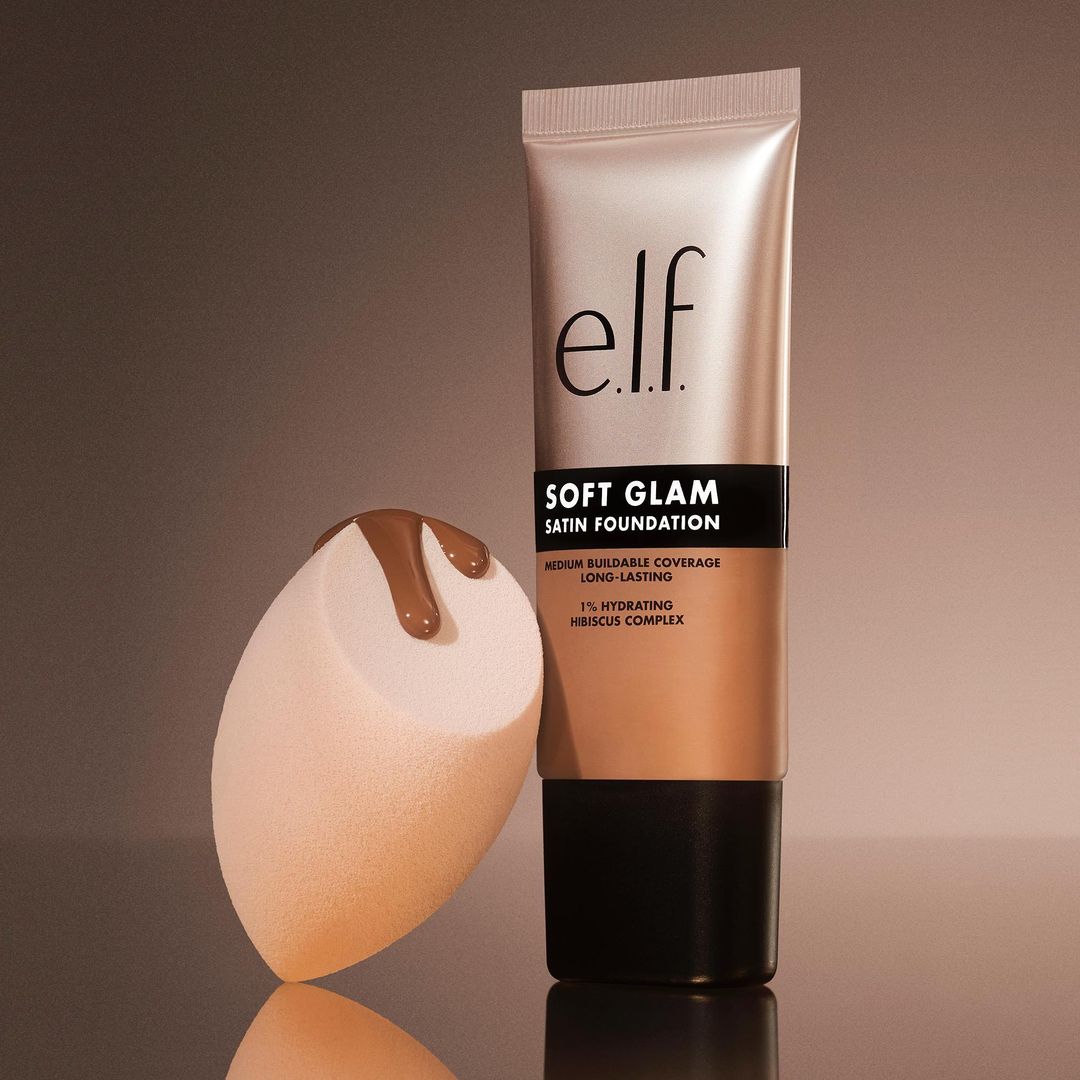 e.l.f.
SOFT GLAM
SATIN FOUNDATION
MEDIUM BUILDABLE COVERAGE
LONG-LASTING
1% HYDRATING
HIBISCUS COMPLEX